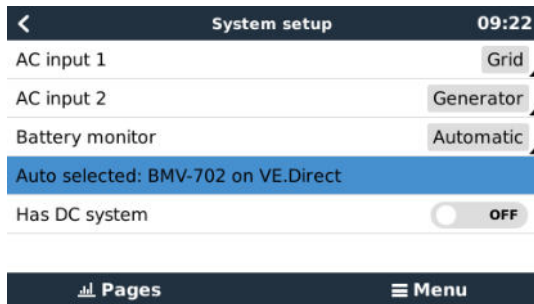 System setup 09:22
AC input 1 Grid
AC input 2 Generator
Battery monitor Automatic
Auto selected: BMV-702 on VE.Direct
Has DC system OFF
Pages Menu